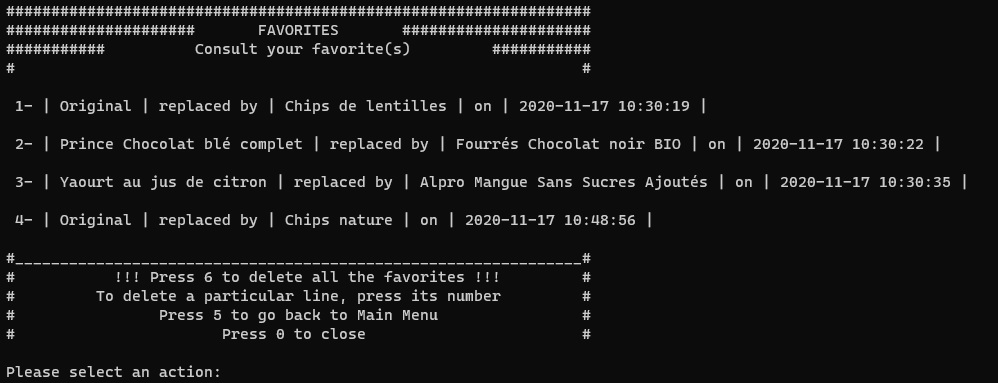 #################################################################
#####################       FAVORITES       #####################
###########          Consult your favorite(s)         ###########
#                                                               #
1- | Original | replaced by | Chips de lentilles | on | 2020-11-17 10:30:19 |
2- | Prince Chocolat blé complet | replaced by | Fourrés Chocolat noir BIO | on | 2020-11-17 10:30:22 |
3- | Yaourt au jus de citron | replaced by | Alpro Mangue Sans Sucres Ajoutés | on | 2020-11-17 10:30:35 |
4- | Original | replaced by | Chips nature | on | 2020-11-17 10:48:56 |
#_______________________________________________________________#
#           !!! Press 6 to delete all the favorites !!!         #
#         To delete a particular line, press its number         #
#                Press 5 to go back to Main Menu                #
#                       Press 0 to close                        #
Please select an action: